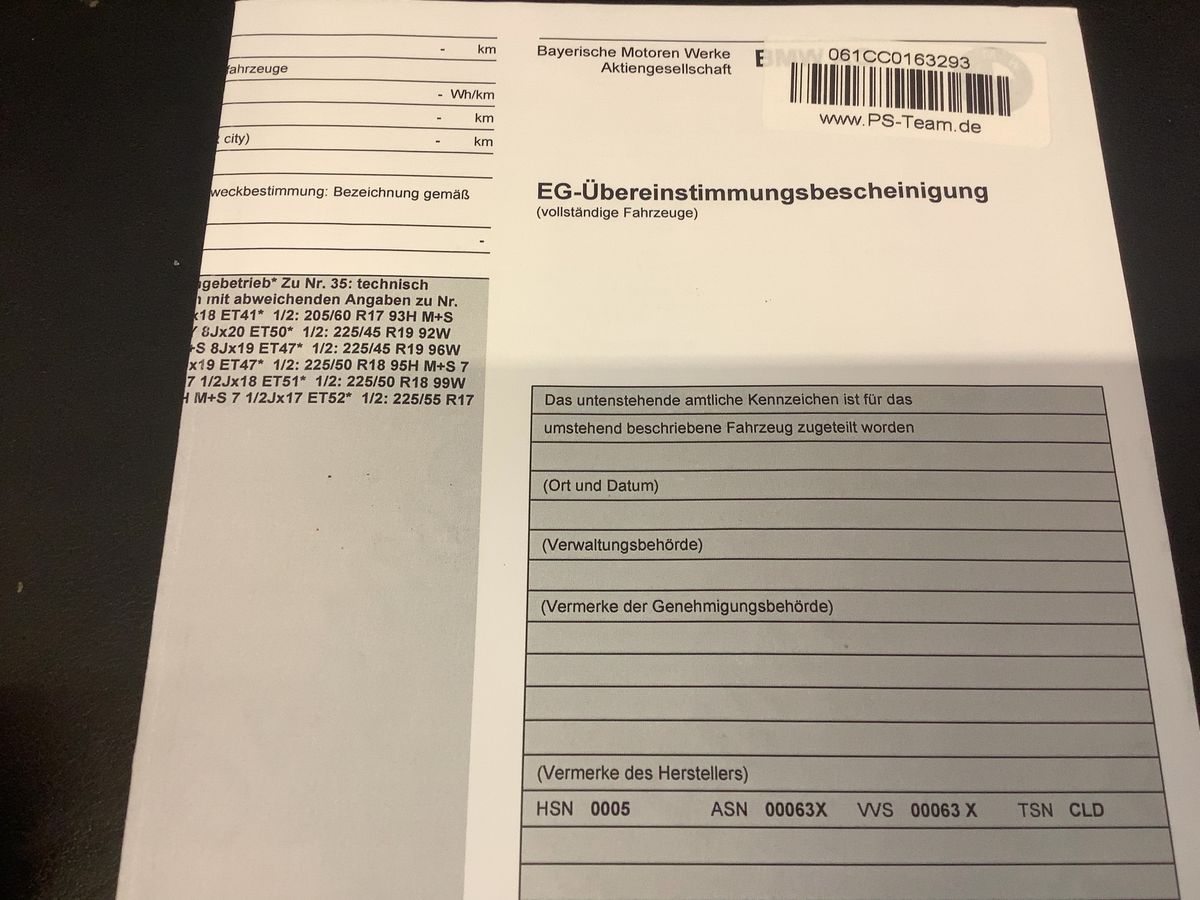 - km
fahrzeuge
- Wh/km
- km
city) - km
weckbestimmung: Bezeichnung gemäß
-
ngebetrieb* Zu Nr. 35: technisch
mit abweichenden Angaben zu Nr.
x18 ET41* 1/2: 205/60 R17 93H M+S
8Jx20 ET50* 1/2: 225/45 R19 92W
+S 8Jx19 ET47* 1/2: 225/45 R19 96W
x19 ET47* 1/2: 225/50 R18 95H M+S 7
7 1/2Jx18 ET51* 1/2: 225/50 R18 99W
H M+S 7 1/2Jx17 ET52* 1/2: 225/55 R17
Bayerische Motoren Werke
Aktiengesellschaft
BMW
061CC0163293
www.PS-Team.de
EG-Übereinstimmungsbescheinigung
(vollständige Fahrzeuge)
Das untenstehende amtliche Kennzeichen ist für das
umstehend beschriebene Fahrzeug zugeteilt worden
(Ort und Datum)
(Verwaltungsbehörde)
(Vermerke der Genehmigungsbehörde)
(Vermerke des Herstellers)
HSN 0005 ASN 00063X VVS 00063 X TSN CLD